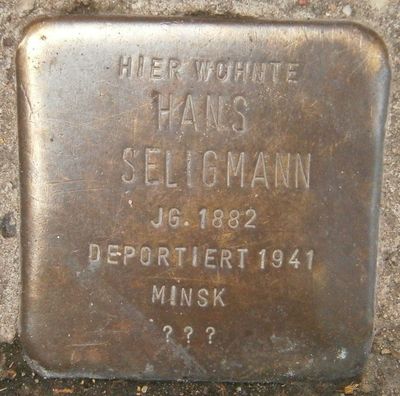 HIER WOHNTE
HANS
SELIGMANN
JG. 1882
DEPORTIERT 1941
MINSK
???